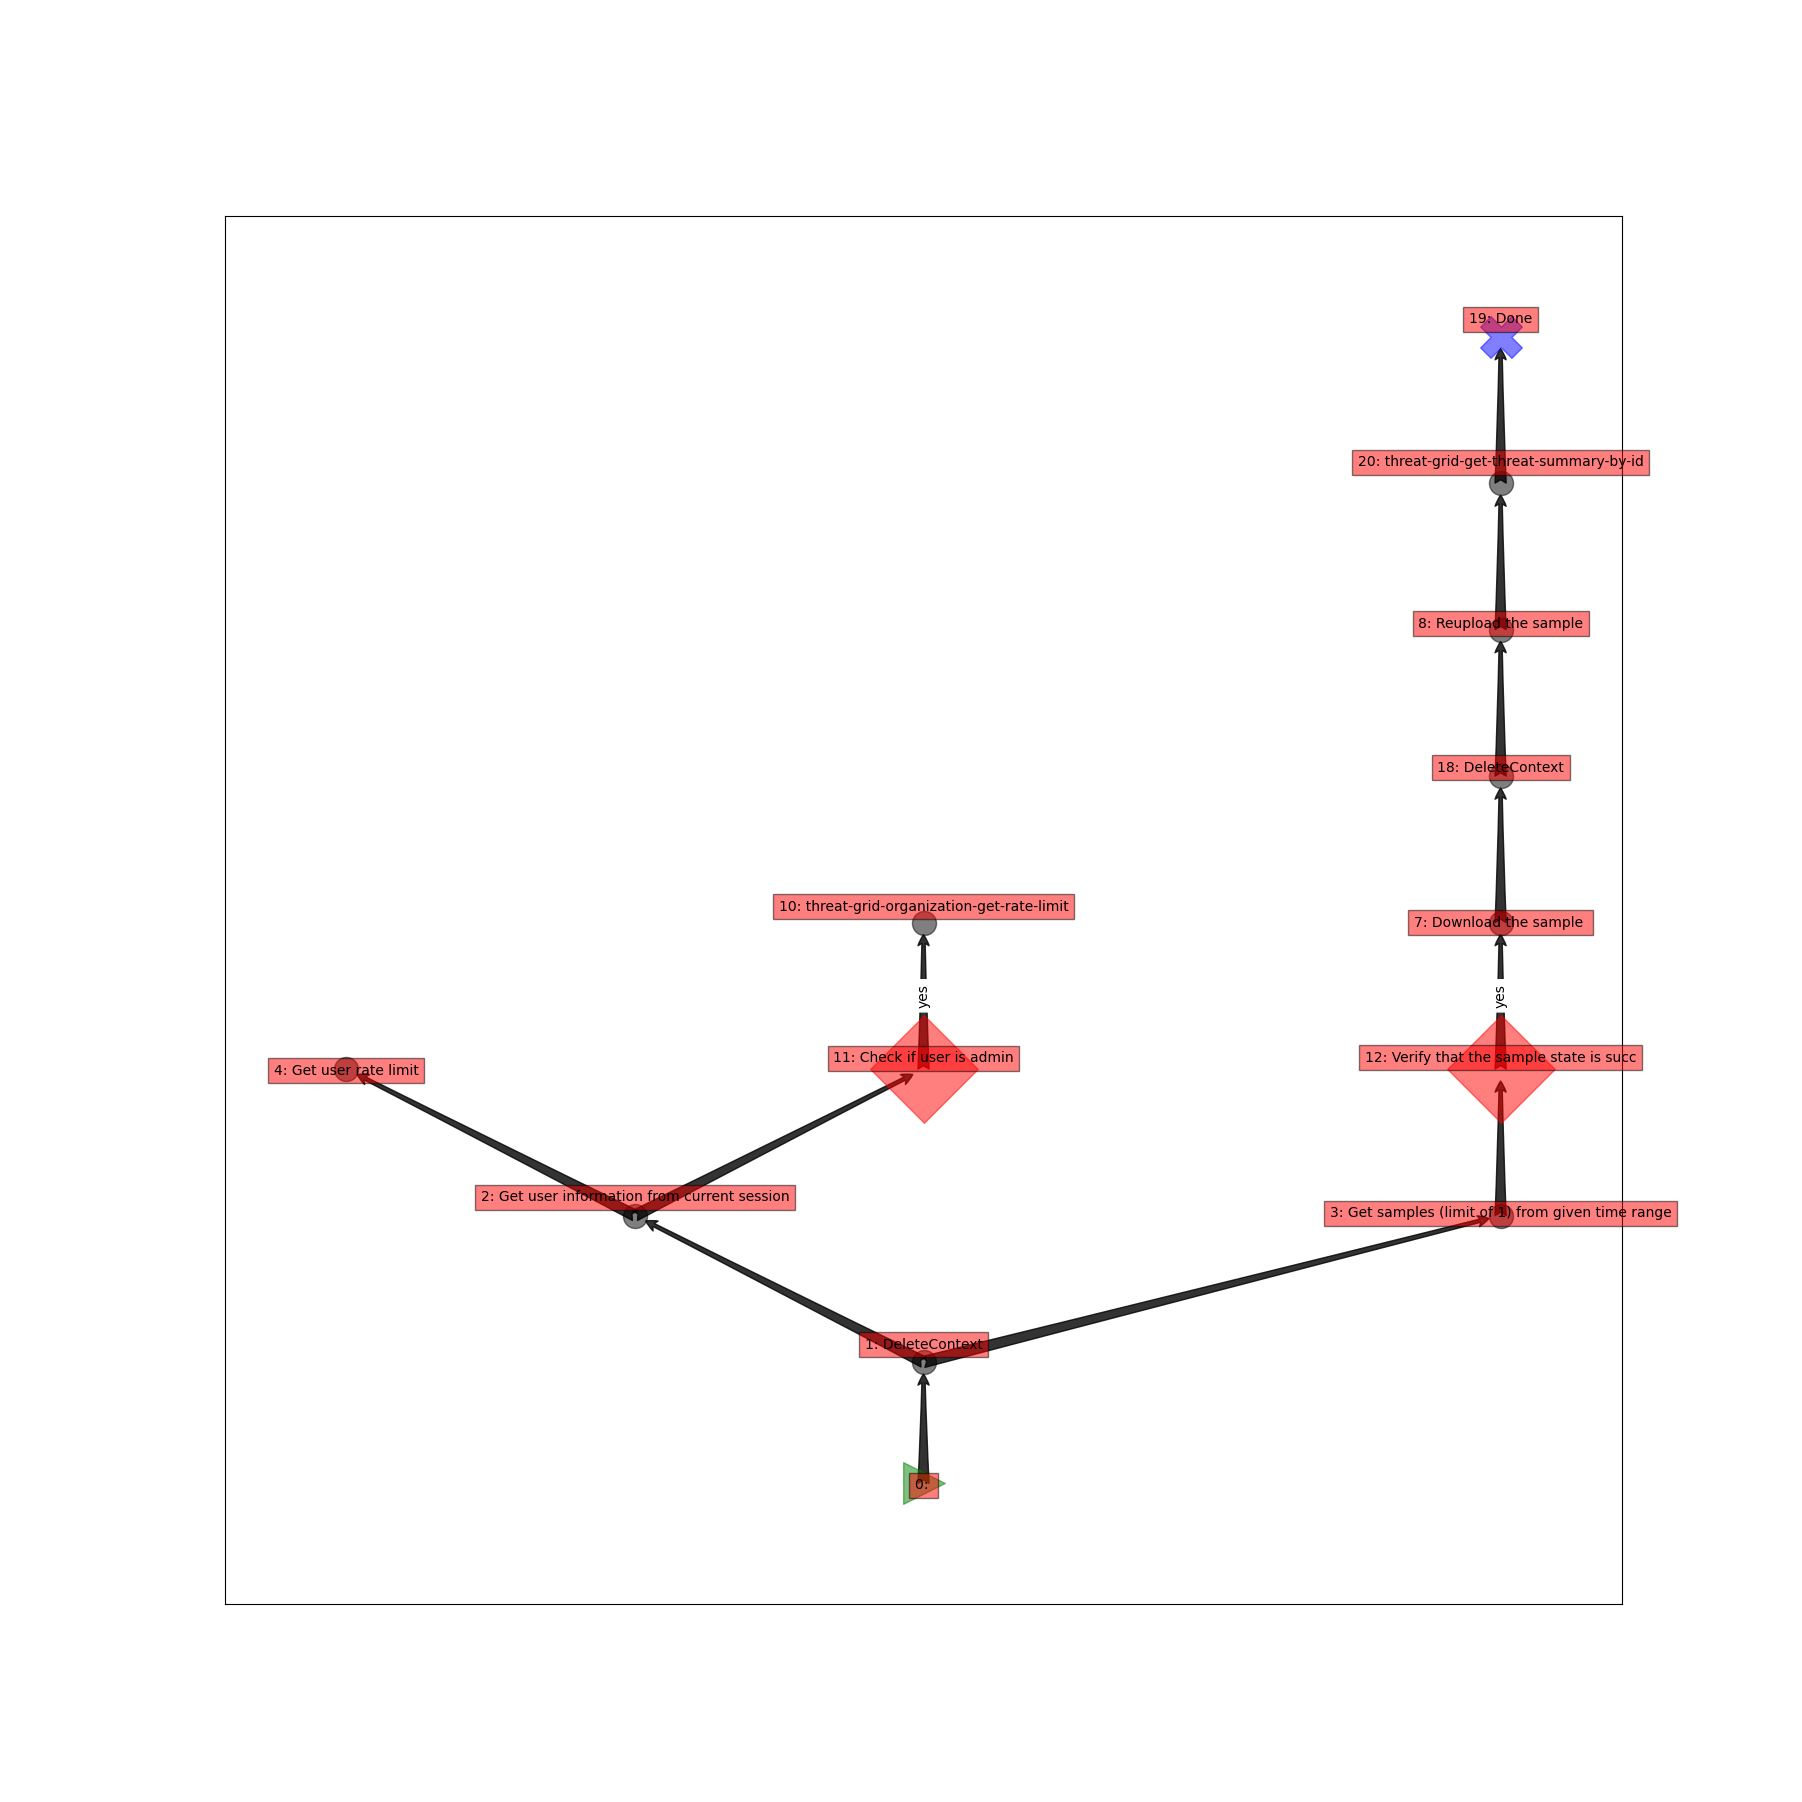 19: Done
20: threat-grid-get-threat-summary-by-id
8: Reupload the sample
18: DeleteContext
10: threat-grid-organization-get-rate-limit
7: Download the sample
yes
yes
11: Check if user is admin
12: Verify that the sample state is succ
4: Get user rate limit
2: Get user information from current session
3: Get samples (limit of 1) from given time range
1: DeleteContext
0: